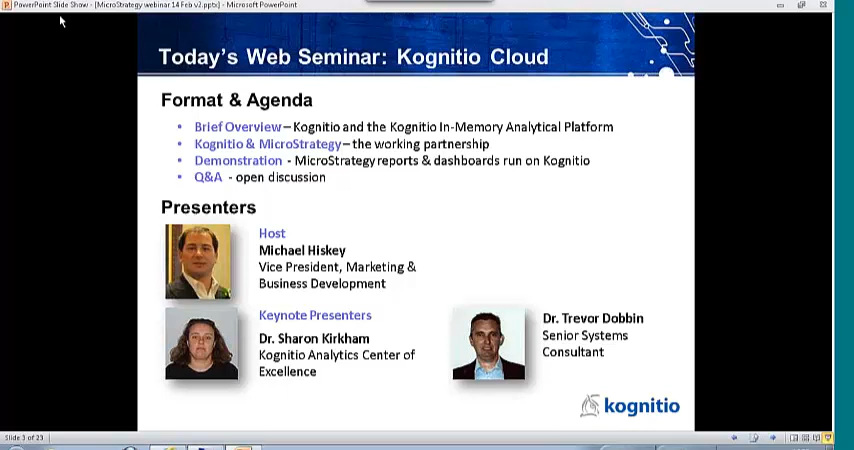 PowerPoint Slide Show - [MicroStrategy webinar 14 Feb v2.pptx] - Microsoft PowerPoint
Today's Web Seminar: Kognitio Cloud
Format & Agenda
• Brief Overview – Kognitio and the Kognitio In-Memory Analytical Platform
• Kognitio & MicroStrategy – the working partnership
• Demonstration - MicroStrategy reports & dashboards run on Kognitio
• Q&A - open discussion
Presenters
Host
Michael Hiskey
Vice President, Marketing &
Business Development
Keynote Presenters
Dr. Sharon Kirkham
Kognitio Analytics Center of
Excellence
Dr. Trevor Dobbin
Senior Systems
Consultant
kognitio
Slide 3 of 23